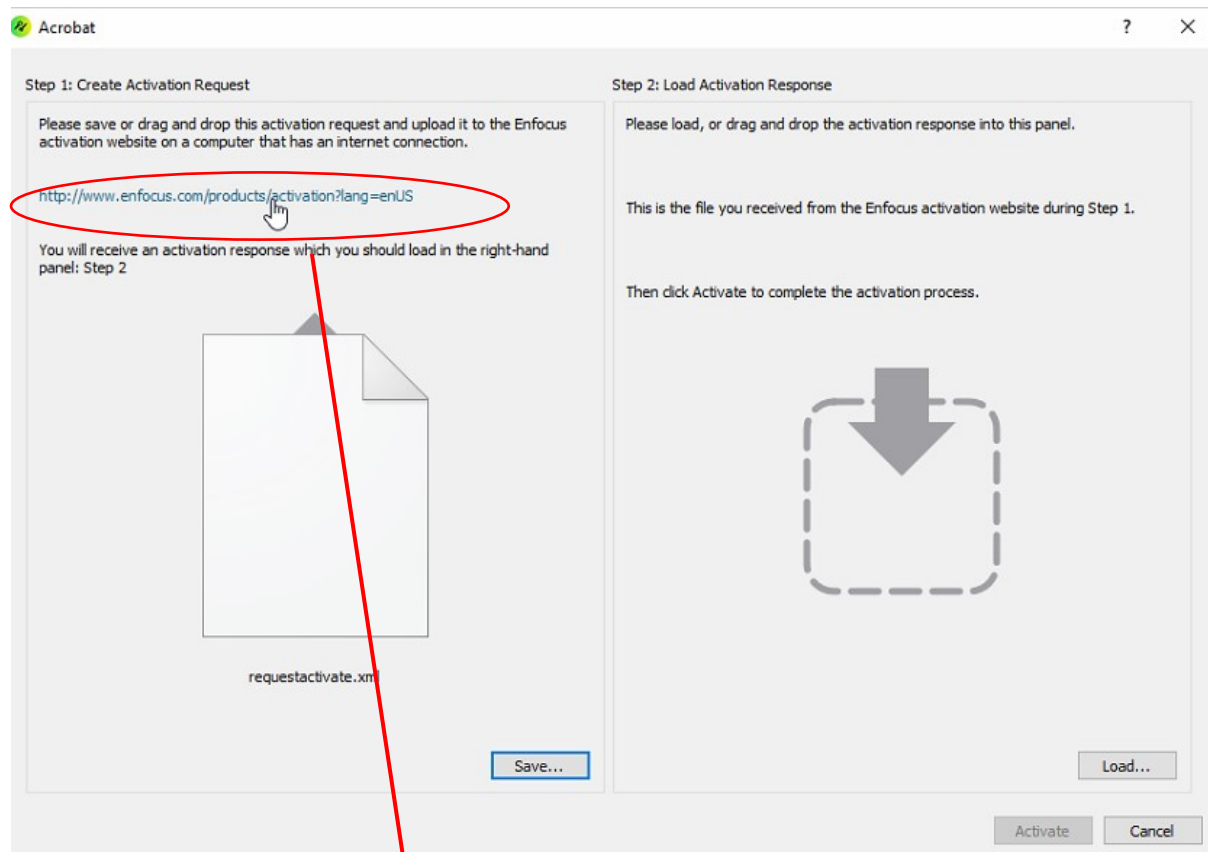 Acrobat
?
Step 1: Create Activation Request
Please save or drag and drop this activation request and upload it to the Enfocus
activation website on a computer that has an internet connection.
http://www.enfocus.com/products/activation?lang=enUS
You will receive an activation response which you should load in the right-hand
panel: Step 2
requestactivate.xml
Save...
Step 2: Load Activation Response
Please load, or drag and drop the activation response into this panel.
This is the file you received from the Enfocus activation website during Step 1.
Then click Activate to complete the activation process.
Load...
Activate
Cancel